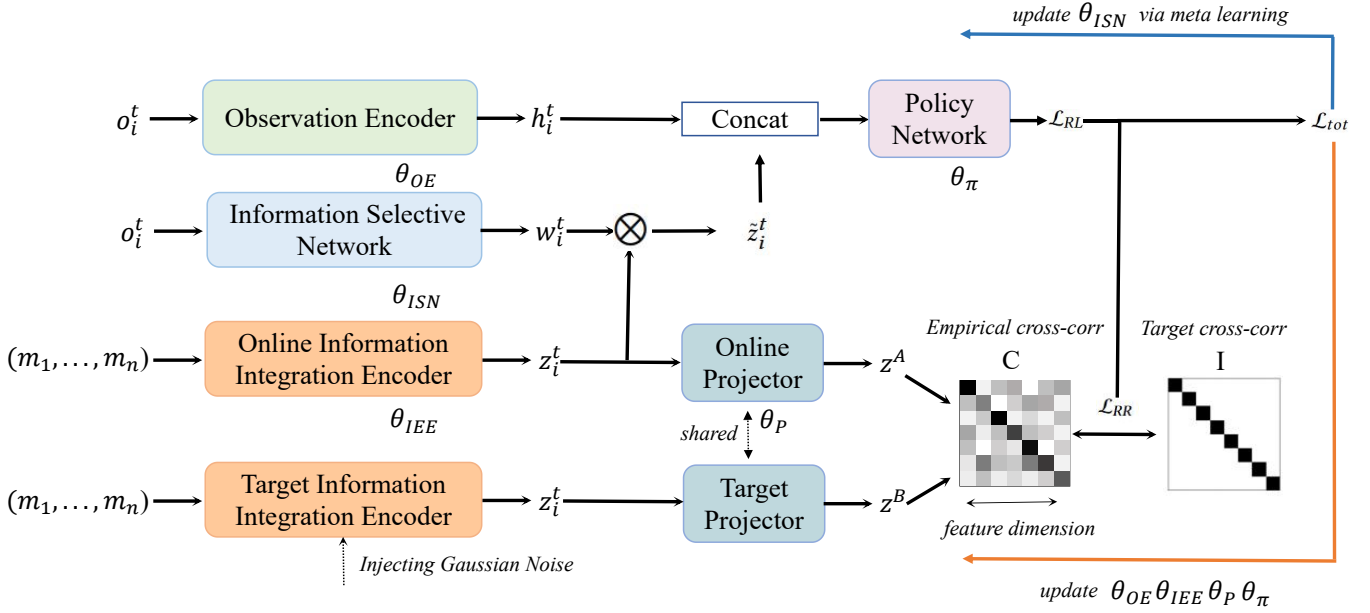 update θ_ISN via meta learning
o_i^t
Observation Encoder
h_i^t
Concat
Policy
Network
ℒ_RL
ℒ_tot
θ_OE
θ_π
o_i^t
Information Selective
Network
w_i^t
⊗
z̃_i^t
θ_ISN
(m_1, ..., m_n)
Online Information
Integration Encoder
z_i^t
Online
Projector
z^A
Empirical cross-corr
C
Target cross-corr
I
ℒ_RR
θ_IEE
shared
θ_P
(m_1, ..., m_n)
Target Information
Integration Encoder
z_i^t
Target
Projector
z^B
feature dimension
Injecting Gaussian Noise
update θ_OE θ_IEE θ_P θ_π